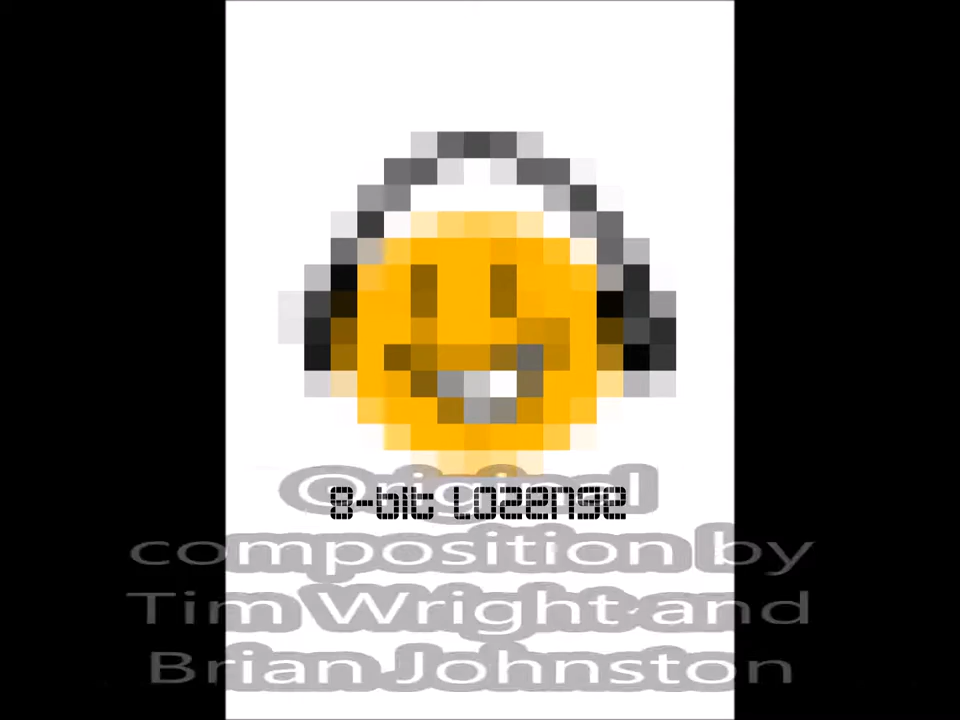 Original
8-bit Lozenge
composition by
Tim Wright and
Brian Johnston